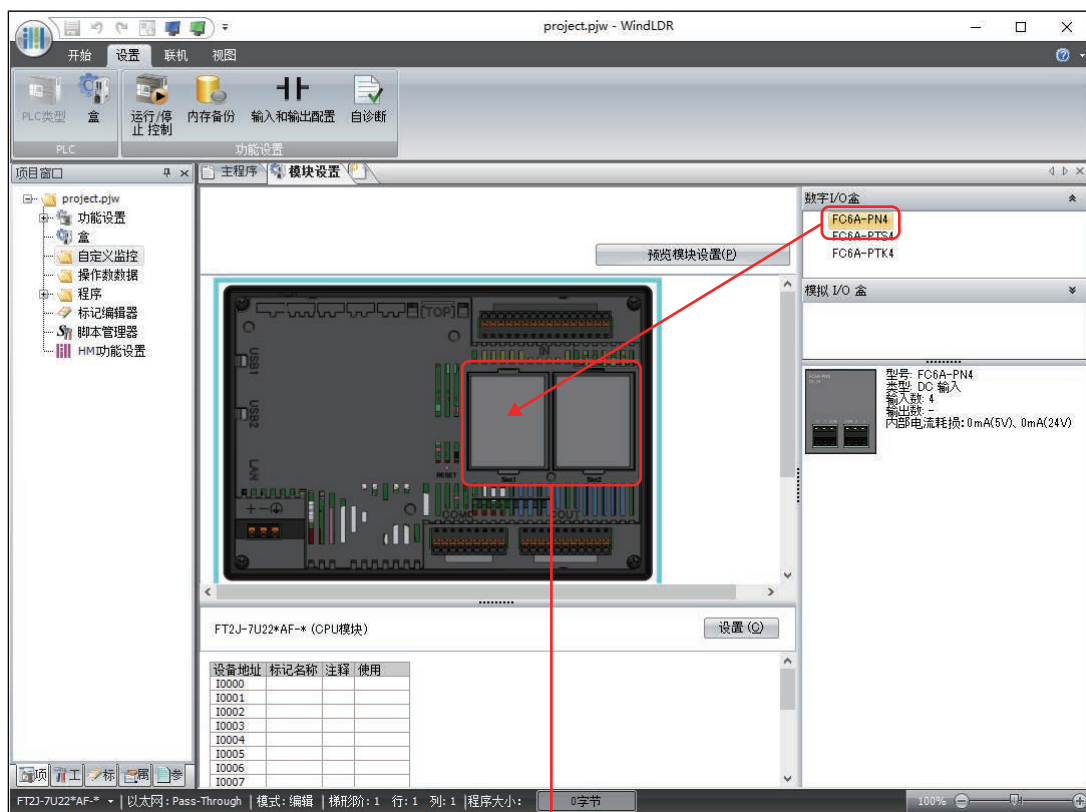 project.pjw - WindLDR
开始 设置 联机 视图
PLC类型
盒
运行/停止 控制
内存备份
输入和输出配置
自诊断
PLC
功能设置
项目窗口
主程序
模块设置
project.pjw
功能设置
盒
自定义监控
操作数数据
程序
标记编辑器
脚本管理器
HMI功能设置
预览模块设置(P)
[TOP]
IN
USB1
USB2
LAN
RESET
Slot1
Slot2
COM0
OUT
FT2J-7U22*AF-* (CPU模块)
设置 (C)
设备地址 标记名称 注释 使用
I0000
I0001
I0002
I0003
I0004
I0005
I0006
I0007
数字I/O盒
FC6A-PN4
FC6A-PTS4
FC6A-PTK4
模拟 I/O 盒
型号: FC6A-PN4
类型: DC 输入
输入数: 4
输出数: -
内部电流耗损: 0mA(5V)、0mA(24V)
项 工 标 属 参
FT2J-7U22*AF-* 以太网: Pass-Through 模式: 编辑 梯形阶: 1 行: 1 列: 1 程序大小: 0字节 100%